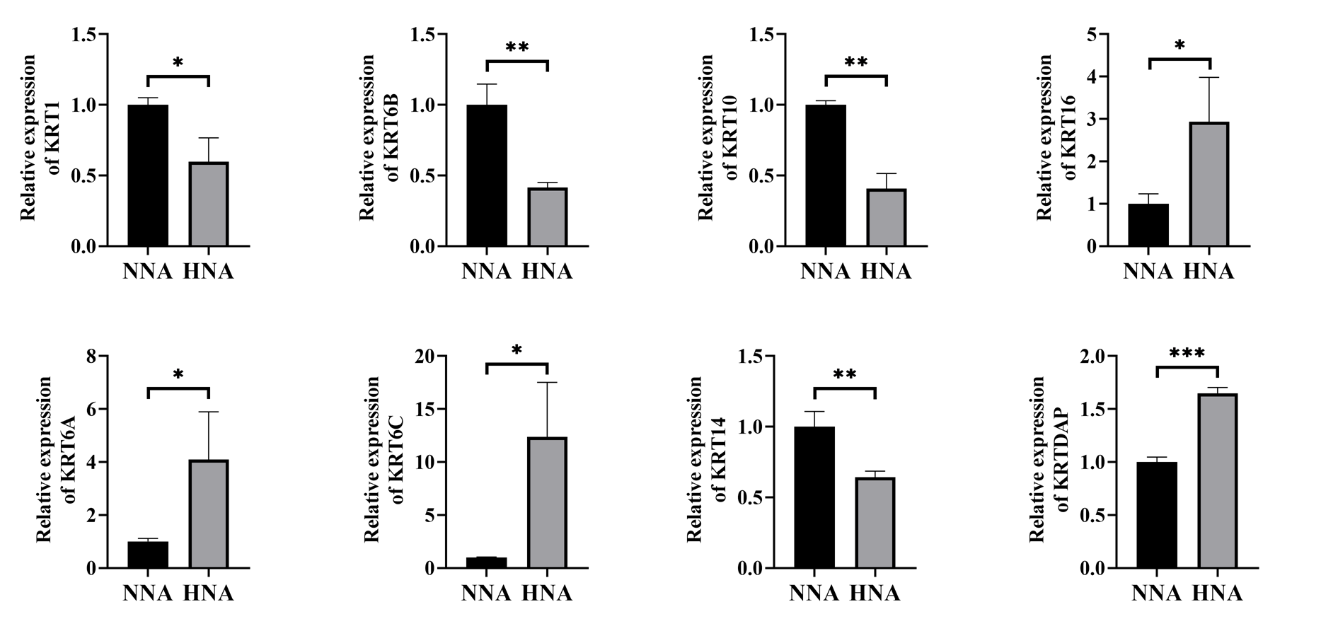 Relative expression
of KRT1
1.5
1.0
0.5
0.0
*
NNA HNA
Relative expression
of KRT6B
1.5
1.0
0.5
0.0
**
NNA HNA
Relative expression
of KRT10
1.5
1.0
0.5
0.0
**
NNA HNA
Relative expression
of KRT16
5
4
3
2
1
0
*
NNA HNA
Relative expression
of KRT6A
8
6
4
2
0
*
NNA HNA
Relative expression
of KRT6C
20
15
10
5
0
*
NNA HNA
Relative expression
of KRT14
1.5
1.0
0.5
0.0
**
NNA HNA
Relative expression
of KRTDAP
2.0
1.5
1.0
0.5
0.0
***
NNA HNA